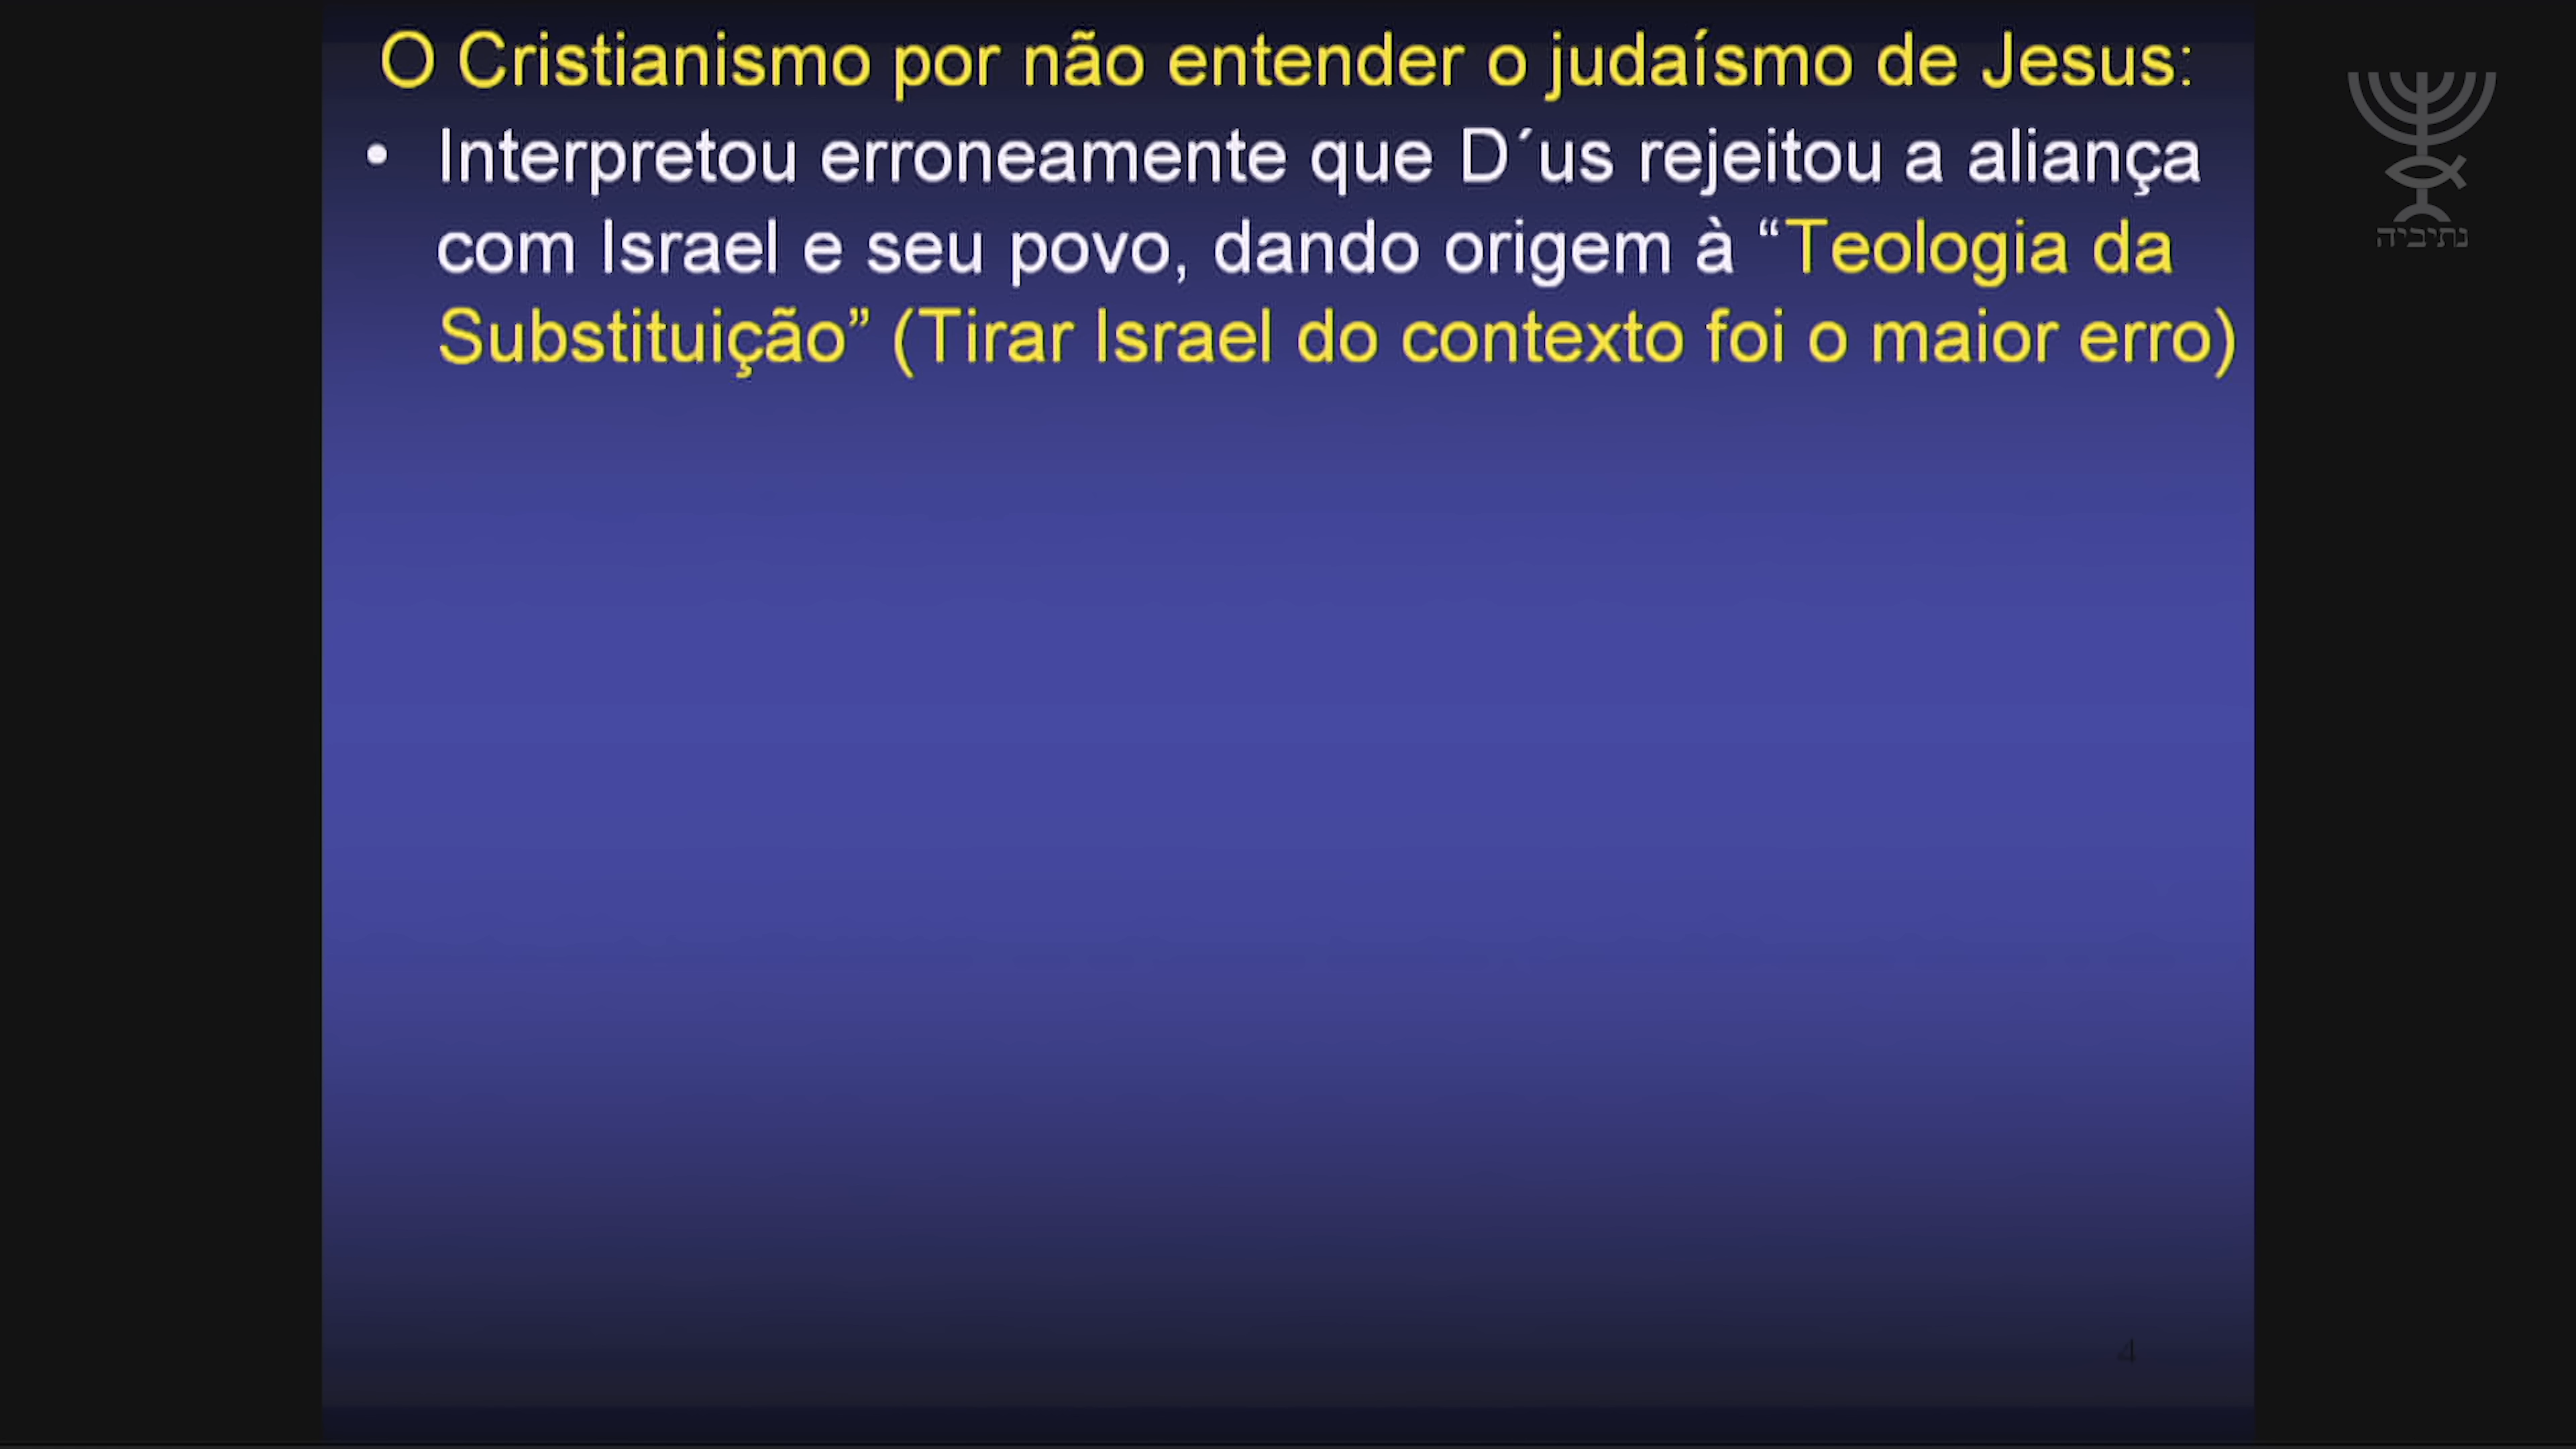 O Cristianismo por não entender o judaísmo de Jesus:
• Interpretou erroneamente que D´us rejeitou a aliança
com Israel e seu povo, dando origem à “Teologia da
Substituição” (Tirar Israel do contexto foi o maior erro)
נתיביה
4